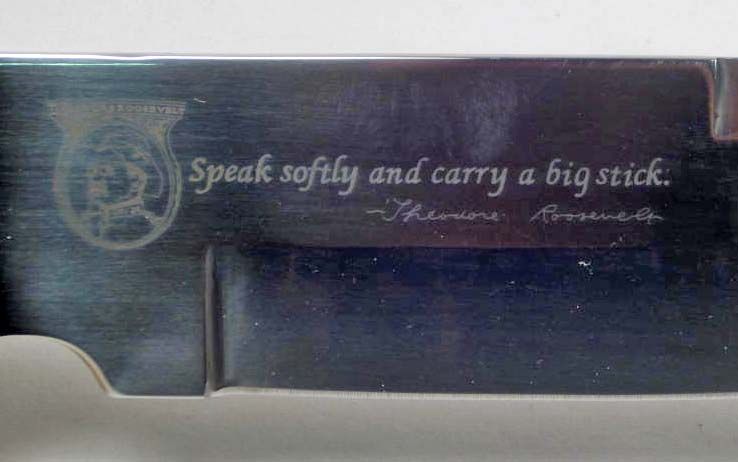 Speak softly and carry a big stick.
~Theodore Roosevelt